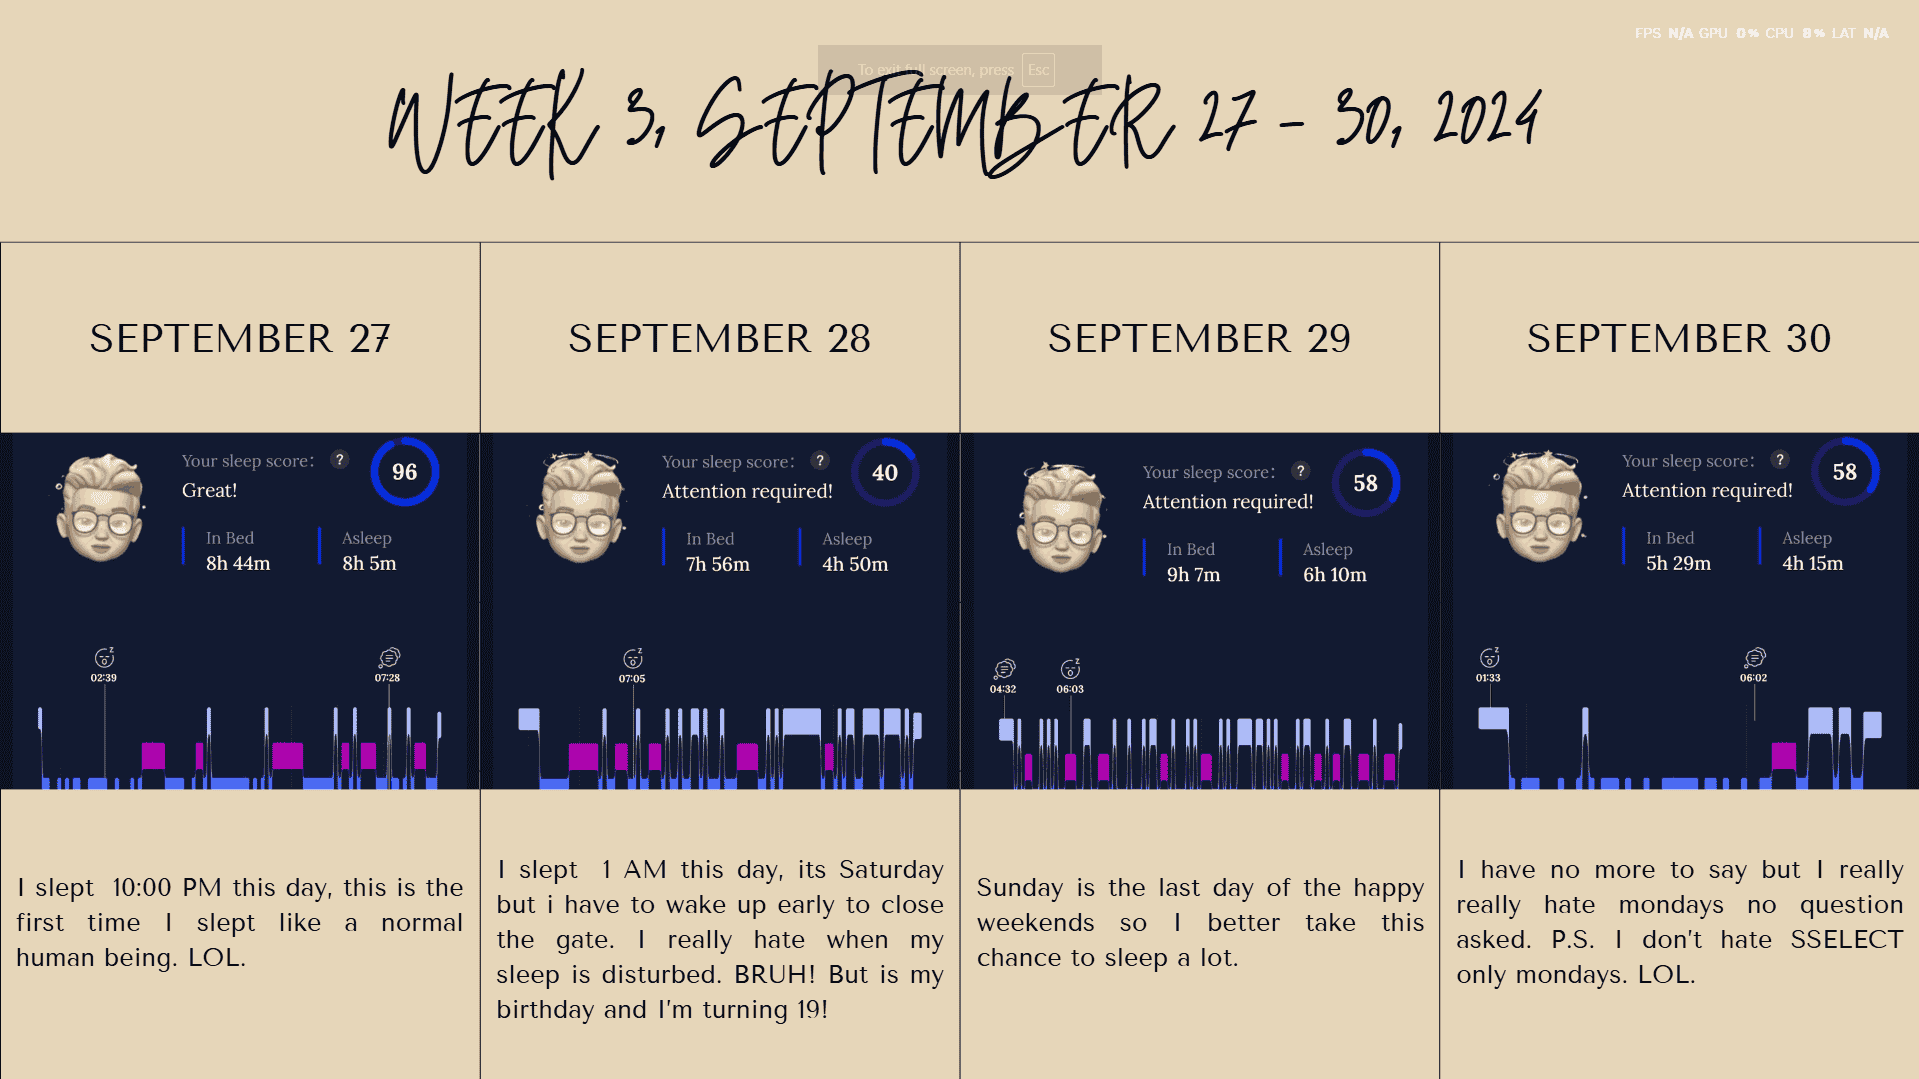 FPS N/A GPU 0% CPU 8% LAT N/A
To exit full screen, press Esc
WEEK 3, SEPTEMBER 27 - 30, 2024
SEPTEMBER 27
SEPTEMBER 28
SEPTEMBER 29
SEPTEMBER 30
Your sleep score: ?
96
Great!
In Bed
Asleep
8h 44m
8h 5m
02:39
07:28
Your sleep score: ?
40
Attention required!
In Bed
Asleep
7h 56m
4h 50m
07:05
Your sleep score: ?
58
Attention required!
In Bed
Asleep
9h 7m
6h 10m
04:32
06:03
Your sleep score: ?
58
Attention required!
In Bed
Asleep
5h 29m
4h 15m
01:33
06:02
I slept 10:00 PM this day, this is the
first time I slept like a normal
human being. LOL.
I slept 1 AM this day, its Saturday
but i have to wake up early to close
the gate. I really hate when my
sleep is disturbed. BRUH! But is my
birthday and I'm turning 19!
Sunday is the last day of the happy
weekends so I better take this
chance to sleep a lot.
I have no more to say but I really
really hate mondays no question
asked. P.S. I don't hate SSELECT
only mondays. LOL.